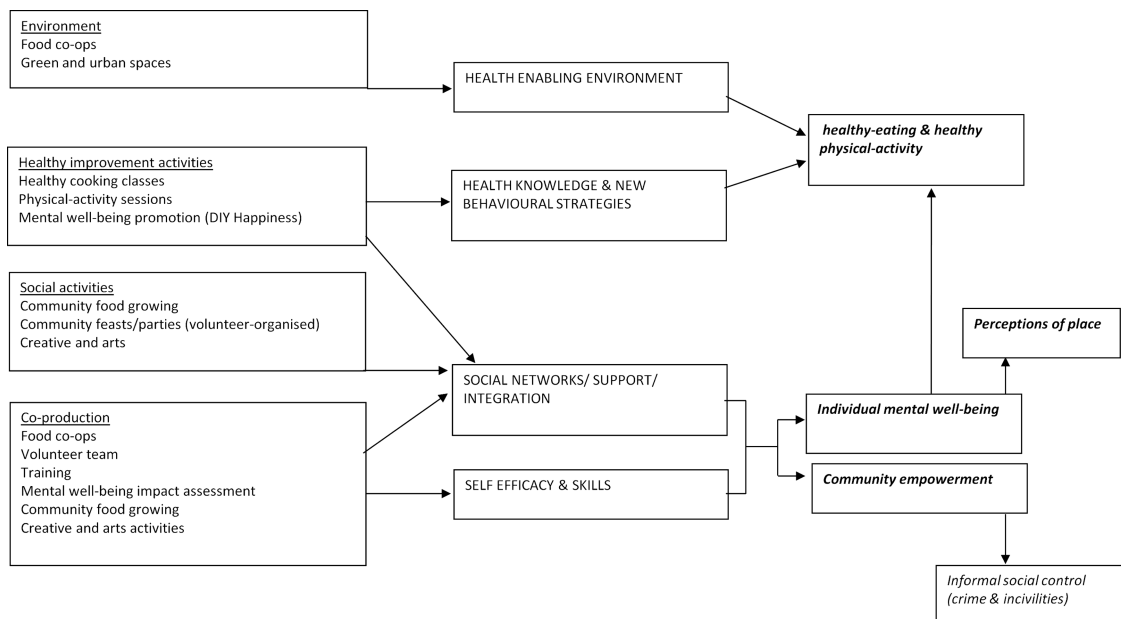 Environment
Food co-ops
Green and urban spaces
HEALTH ENABLING ENVIRONMENT
healthy-eating & healthy
physical-activity
Healthy improvement activities
Healthy cooking classes
Physical-activity sessions
Mental well-being promotion (DIY Happiness)
HEALTH KNOWLEDGE & NEW
BEHAVIOURAL STRATEGIES
Social activities
Community food growing
Community feasts/parties (volunteer-organised)
Creative and arts
Perceptions of place
SOCIAL NETWORKS/ SUPPORT/
INTEGRATION
Individual mental well-being
Co-production
Food co-ops
Volunteer team
Training
Mental well-being impact assessment
Community food growing
Creative and arts activities
SELF EFFICACY & SKILLS
Community empowerment
Informal social control
(crime & incivilities)